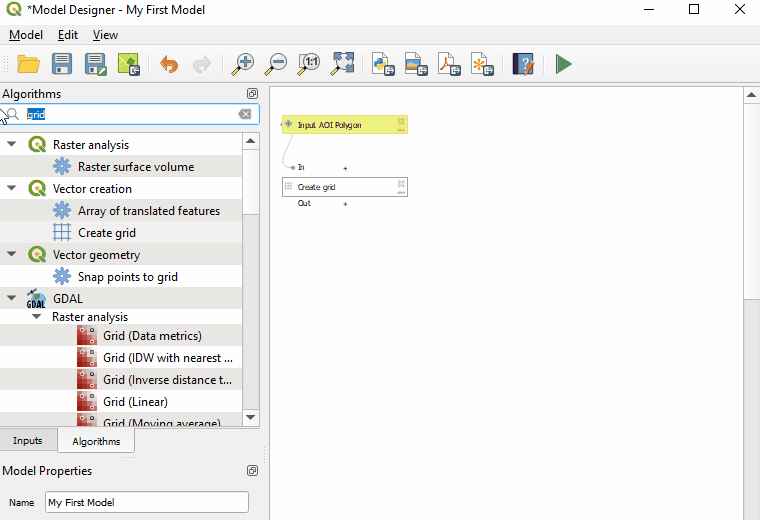 *Model Designer - My First Model
Model Edit View
1:1
Algorithms
grid
Raster analysis
Raster surface volume
Vector creation
Array of translated features
Create grid
Vector geometry
Snap points to grid
GDAL
GDAL
Raster analysis
Grid (Data metrics)
Grid (IDW with nearest ...
Grid (Inverse distance t...
Grid (Linear)
Grid (Moving average)
Inputs Algorithms
Model Properties
Name My First Model
Input AOI Polygon
In +
Create grid
Out +